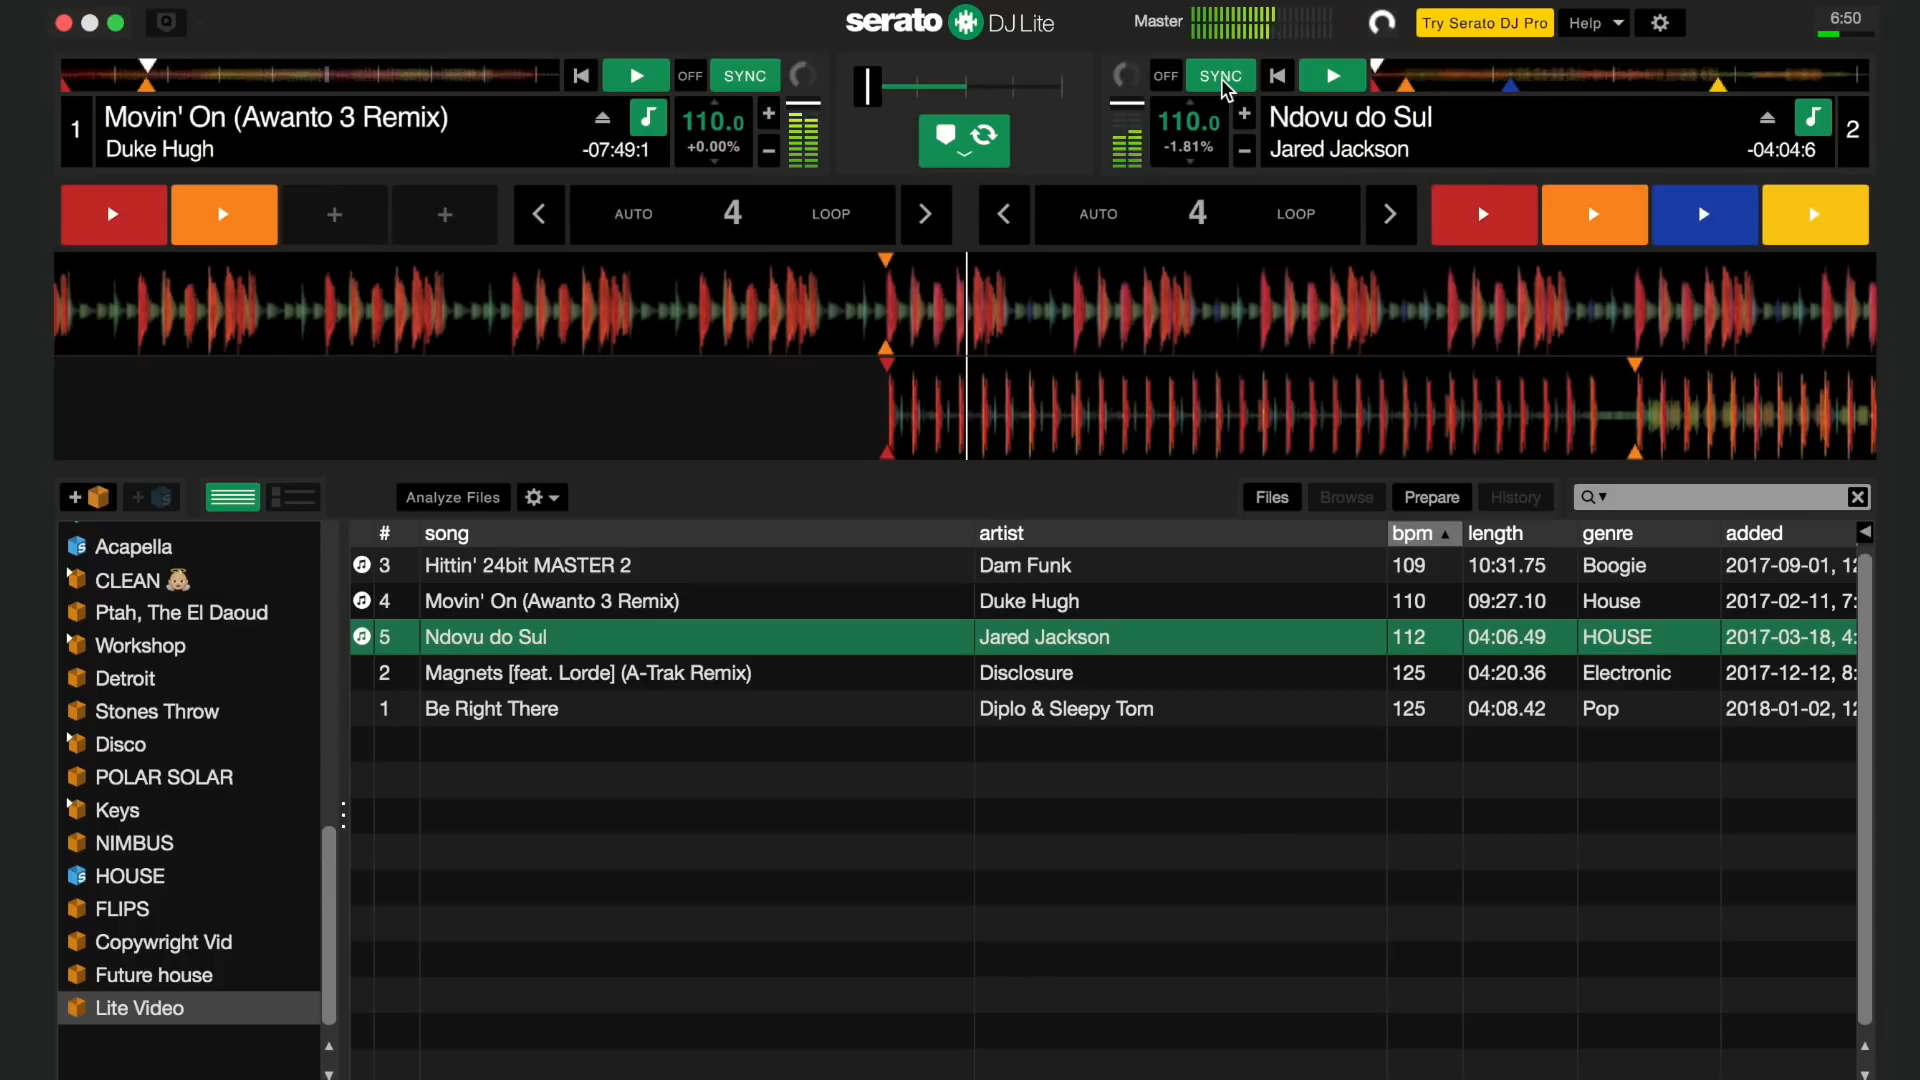 serato DJ Lite
Master
Try Serato DJ Pro
Help
6:50
OFF
SYNC
OFF
SYNC
1
Movin' On (Awanto 3 Remix)
Duke Hugh
-07:49:1
110.0
+0.00%
110.0
-1.81%
Ndovu do Sul
Jared Jackson
-04:04:6
2
AUTO 4 LOOP
AUTO 4 LOOP
Analyze Files
Files
Browse
Prepare
History
# song artist bpm length genre added
3 Hittin' 24bit MASTER 2 Dam Funk 109 10:31.75 Boogie 2017-09-01, 12
4 Movin' On (Awanto 3 Remix) Duke Hugh 110 09:27.10 House 2017-02-11, 7:
5 Ndovu do Sul Jared Jackson 112 04:06.49 HOUSE 2017-03-18, 4:
2 Magnets [feat. Lorde] (A-Trak Remix) Disclosure 125 04:20.36 Electronic 2017-12-12, 8:
1 Be Right There Diplo & Sleepy Tom 125 04:08.42 Pop 2018-01-02, 12
Acapella
CLEAN 👼🏼
Ptah, The El Daoud
Workshop
Detroit
Stones Throw
Disco
POLAR SOLAR
Keys
NIMBUS
HOUSE
FLIPS
Copywright Vid
Future house
Lite Video